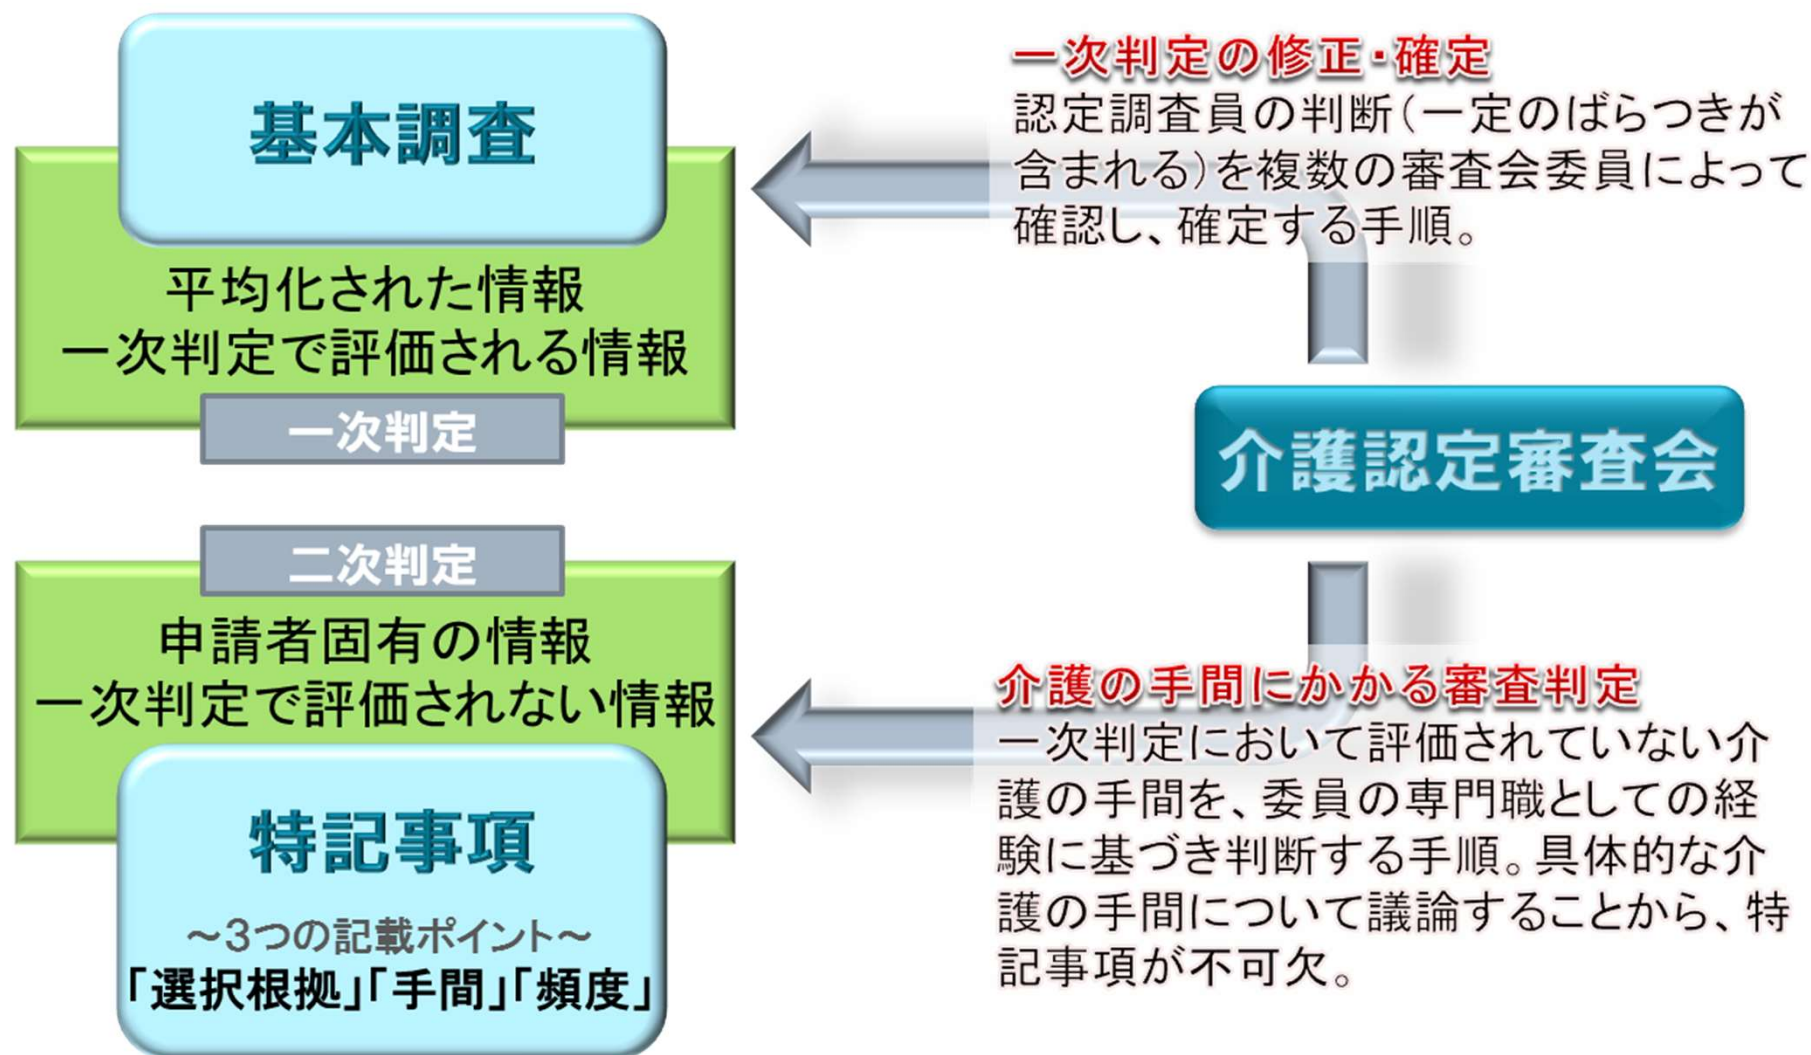 基本調査
平均化された情報
一次判定で評価される情報
一次判定
二次判定
申請者固有の情報
一次判定で評価されない情報
特記事項
～3つの記載ポイント～
「選択根拠」「手間」「頻度」
一次判定の修正・確定
認定調査員の判断（一定のばらつきが
含まれる）を複数の審査会委員によって
確認し、確定する手順。
介護認定審査会
介護の手間にかかる審査判定
一次判定において評価されていない介
護の手間を、委員の専門職としての経
験に基づき判断する手順。具体的な介
護の手間について議論することから、特
記事項が不可欠。